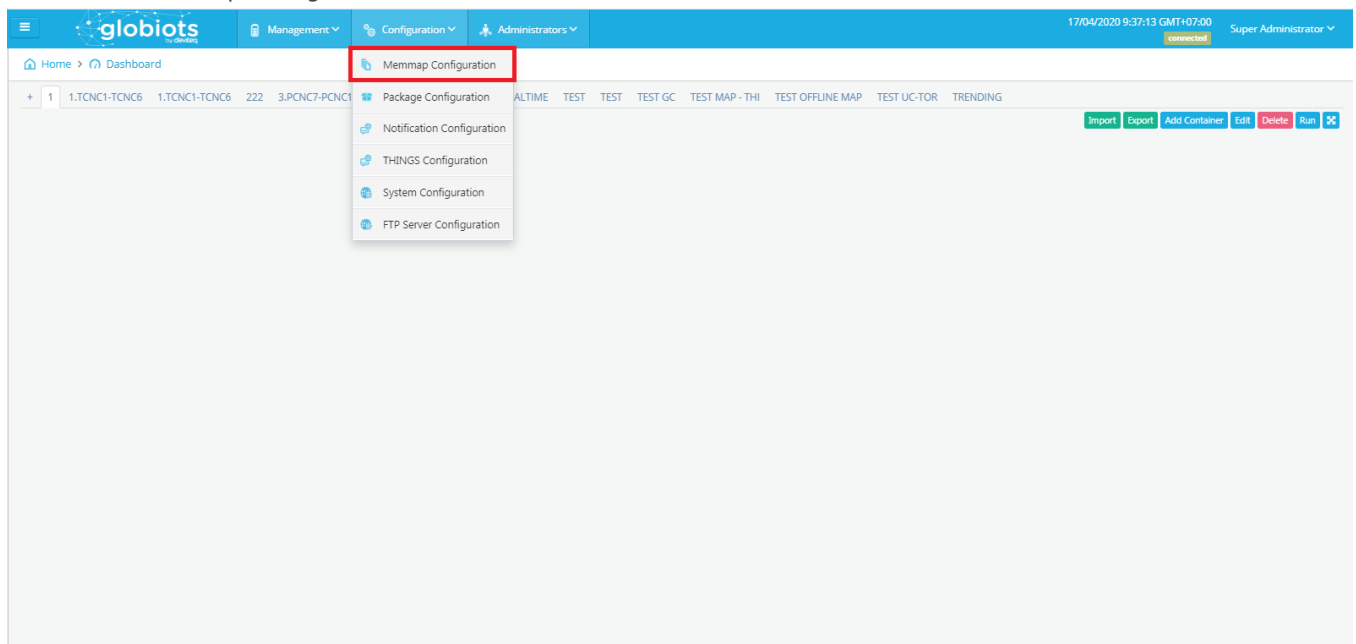 globiots
by deviceq
Management
Configuration
Administrators
17/04/2020 9:37:13 GMT+07:00
connected
Super Administrator
Home > Dashboard
Memmap Configuration
+ 1 1.TCNC1-TCNC6 1.TCNC1-TCNC6 222 3.PCNC7-PCNC1 ALTIME TEST TEST TEST GC TEST MAP - THI TEST OFFLINE MAP TEST UC-TOR TRENDING
Package Configuration
Import Export Add Container Edit Delete Run
Notification Configuration
THINGS Configuration
System Configuration
FTP Server Configuration